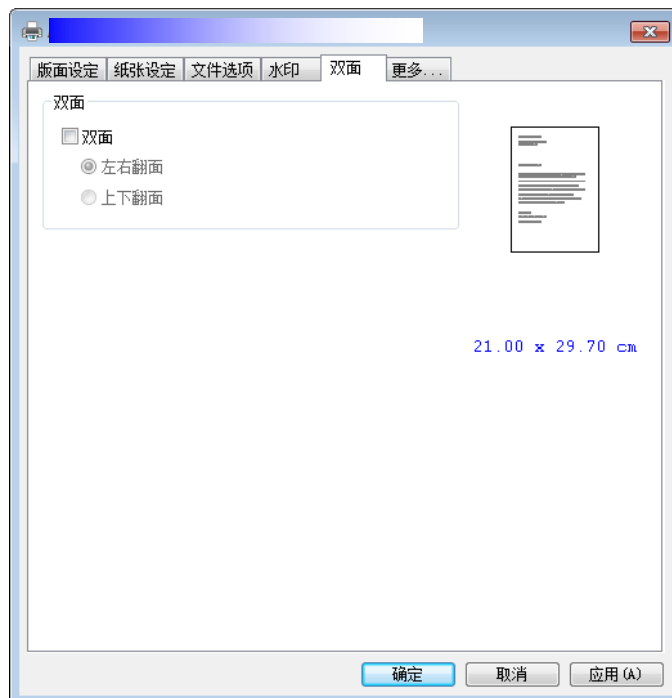 版面设定 纸张设定 文件选项 水印 双面 更多...
双面
双面
左右翻面
上下翻面
21.00 x 29.70 cm
确定 取消 应用(A)